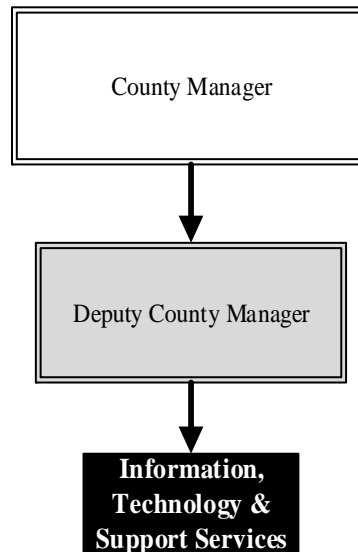 County Manager
Deputy County Manager
Information,
Technology &
Support Services